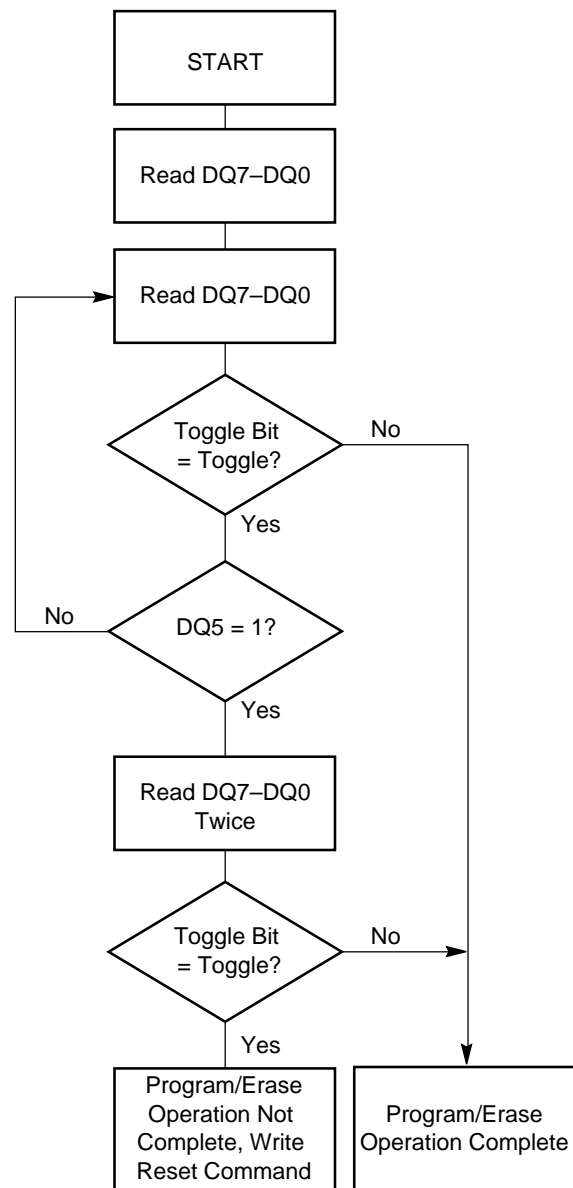 START
Read DQ7–DQ0
Read DQ7–DQ0
Toggle Bit
= Toggle?
No
Yes
No
DQ5 = 1?
Yes
Read DQ7–DQ0
Twice
Toggle Bit
= Toggle?
No
Yes
Program/Erase
Operation Not
Complete, Write
Reset Command
Program/Erase
Operation Complete